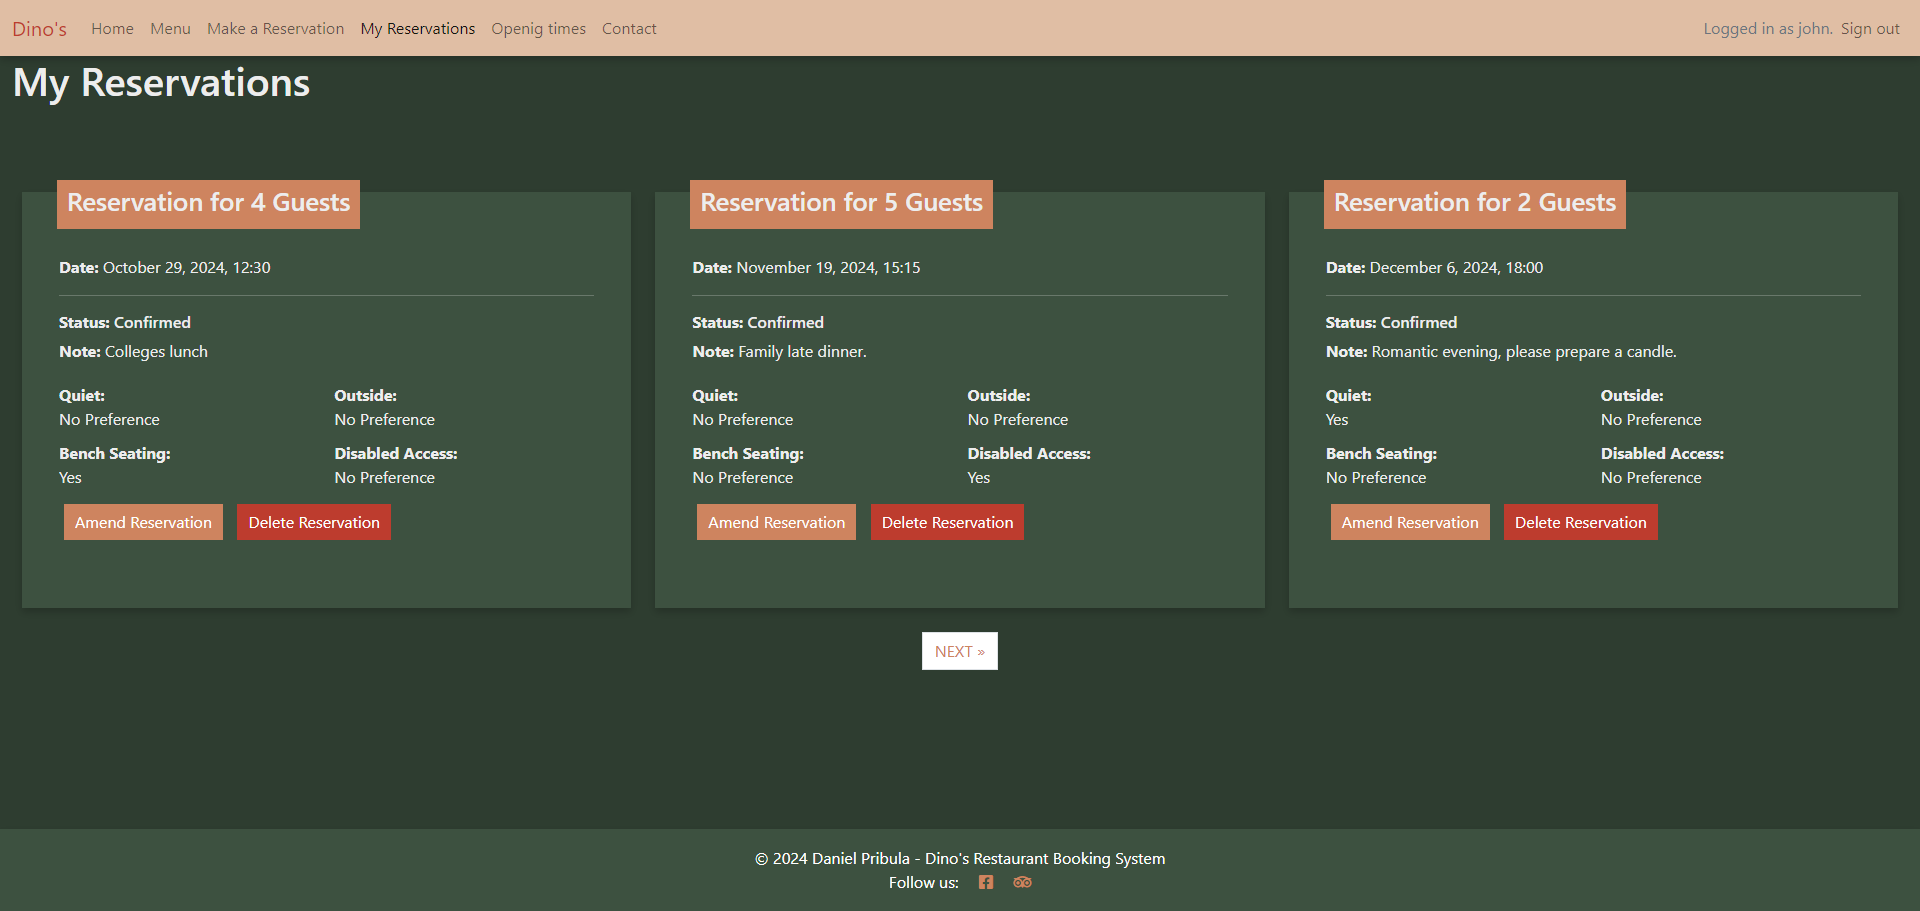 Dino's Home Menu Make a Reservation My Reservations Openig times Contact Logged in as john. Sign out
My Reservations
Reservation for 4 Guests
Date: October 29, 2024, 12:30
Status: Confirmed
Note: Colleges lunch
Quiet: Outside:
No Preference No Preference
Bench Seating: Disabled Access:
Yes No Preference
Amend Reservation Delete Reservation
Reservation for 5 Guests
Date: November 19, 2024, 15:15
Status: Confirmed
Note: Family late dinner.
Quiet: Outside:
No Preference No Preference
Bench Seating: Disabled Access:
No Preference Yes
Amend Reservation Delete Reservation
Reservation for 2 Guests
Date: December 6, 2024, 18:00
Status: Confirmed
Note: Romantic evening, please prepare a candle.
Quiet: Outside:
Yes No Preference
Bench Seating: Disabled Access:
No Preference No Preference
Amend Reservation Delete Reservation
NEXT »
© 2024 Daniel Pribula - Dino's Restaurant Booking System
Follow us: